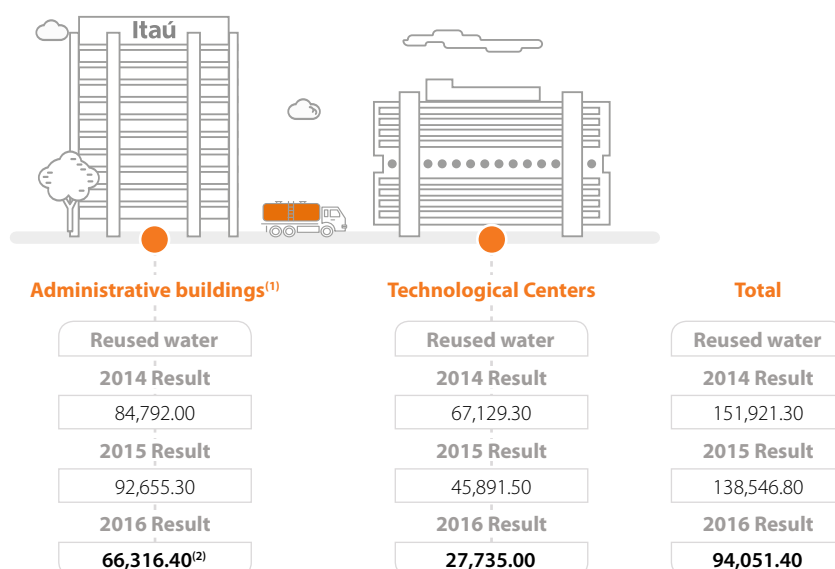 Itaú
Administrative buildings(1)
Reused water
2014 Result
84,792.00
2015 Result
92,655.30
2016 Result
66,316.40(2)
Technological Centers
Reused water
2014 Result
67,129.30
2015 Result
45,891.50
2016 Result
27,735.00
Total
Reused water
2014 Result
151,921.30
2015 Result
138,546.80
2016 Result
94,051.40